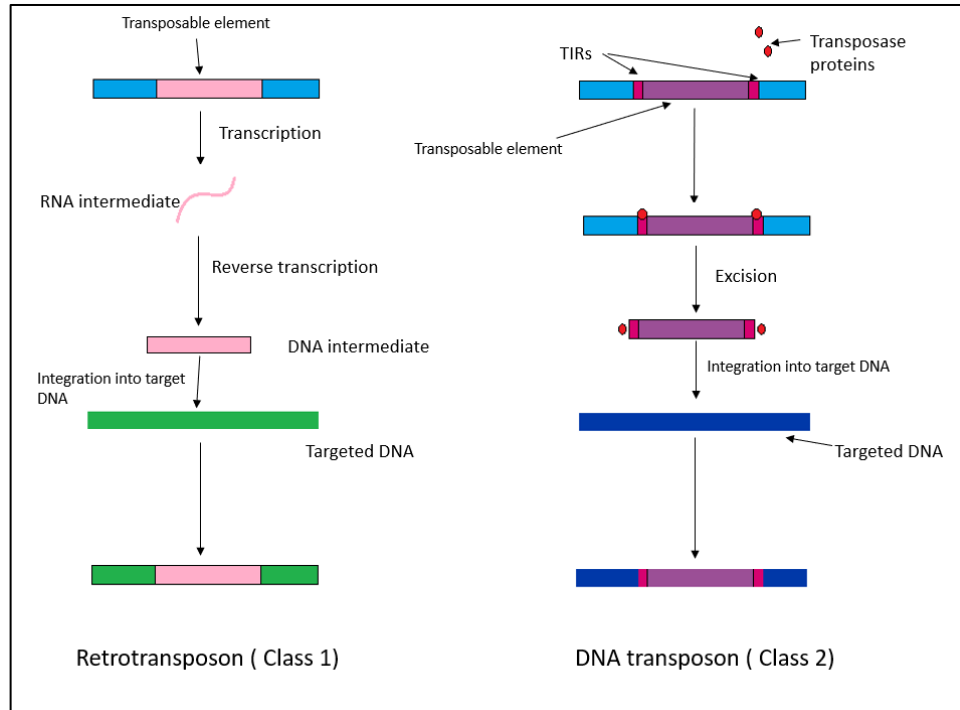 Transposable element
Transcription
RNA intermediate
Reverse transcription
DNA intermediate
Integration into target
DNA
Targeted DNA
Retrotransposon ( Class 1)
TIRs
Transposase
proteins
Transposable element
Excision
Integration into target DNA
Targeted DNA
DNA transposon ( Class 2)